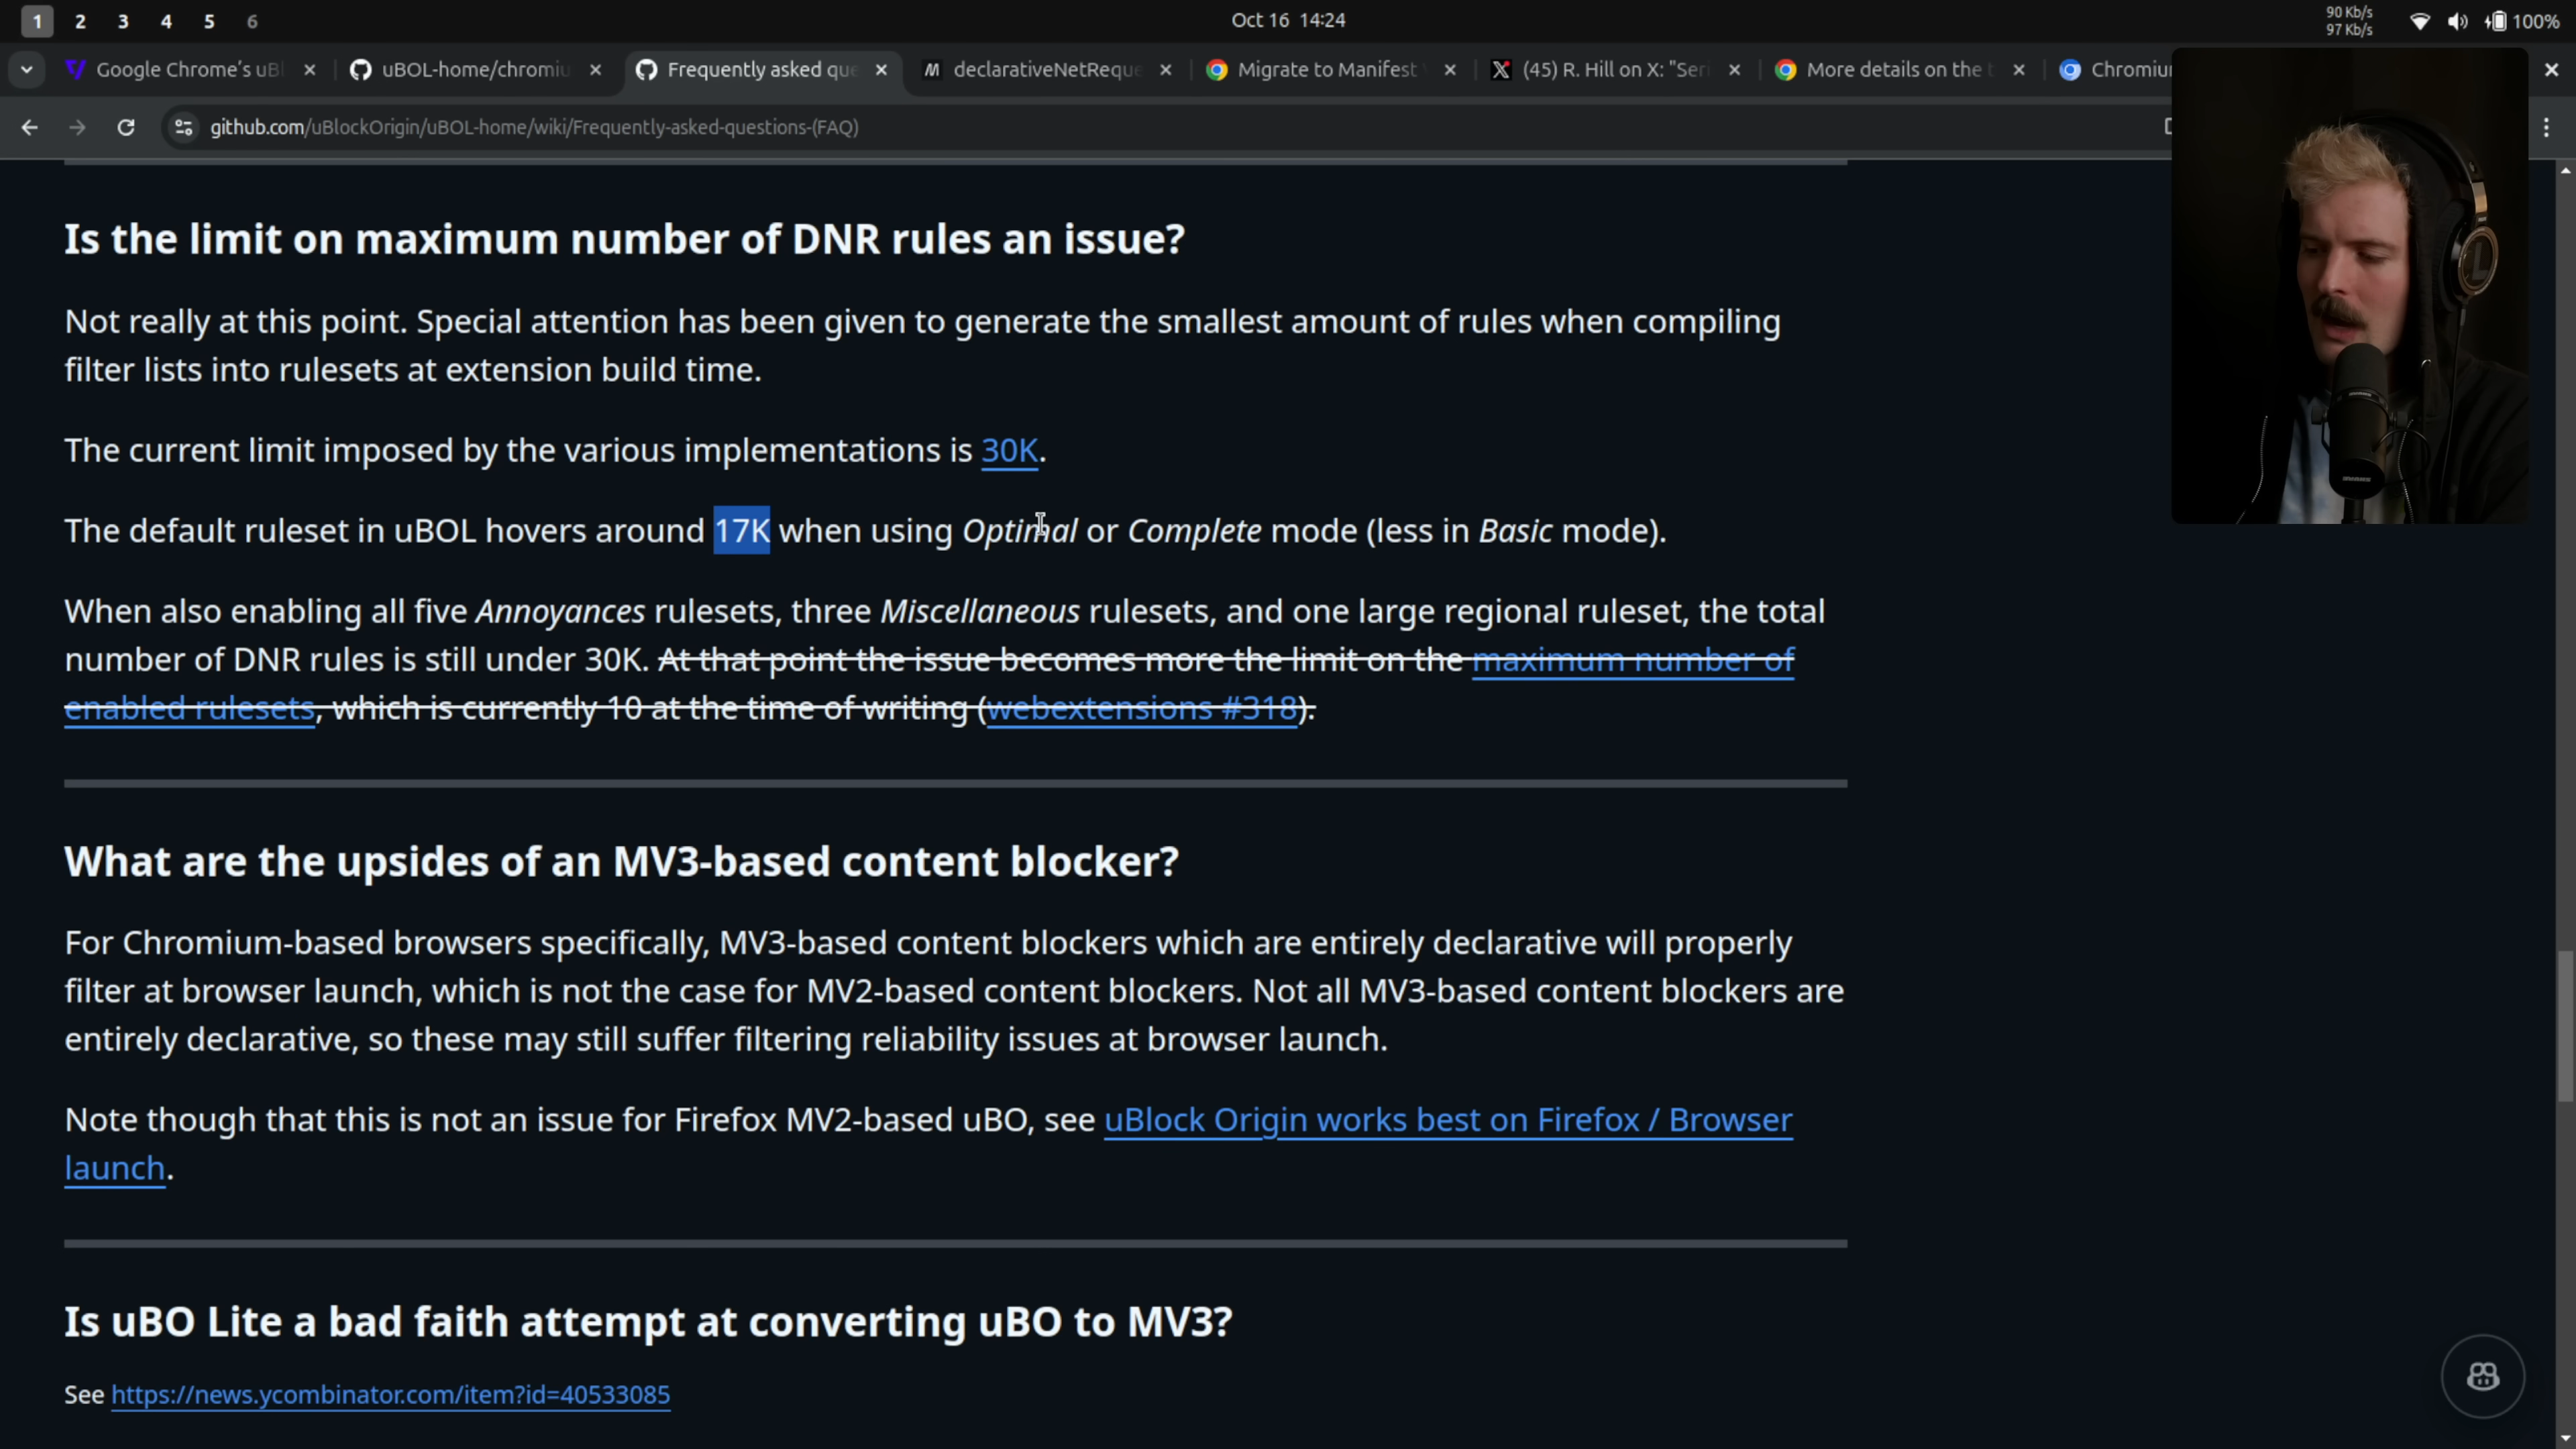 1 2 3 4 5 6
Oct 16 14:24
90 Kb/s
97 Kb/s
100%
Google Chrome's uBl
uBOL-home/chromiu
Frequently asked que
declarativeNetReque
Migrate to Manifest
(45) R. Hill on X: "Seri
More details on the t
Chromiun
github.com/uBlockOrigin/uBOL-home/wiki/Frequently-asked-questions-(FAQ)
Is the limit on maximum number of DNR rules an issue?
Not really at this point. Special attention has been given to generate the smallest amount of rules when compiling
filter lists into rulesets at extension build time.
The current limit imposed by the various implementations is 30K.
The default ruleset in uBOL hovers around 17K when using Optimal or Complete mode (less in Basic mode).
When also enabling all five Annoyances rulesets, three Miscellaneous rulesets, and one large regional ruleset, the total
number of DNR rules is still under 30K. At that point the issue becomes more the limit on the maximum number of
enabled rulesets, which is currently 10 at the time of writing (webextensions #318).
What are the upsides of an MV3-based content blocker?
For Chromium-based browsers specifically, MV3-based content blockers which are entirely declarative will properly
filter at browser launch, which is not the case for MV2-based content blockers. Not all MV3-based content blockers are
entirely declarative, so these may still suffer filtering reliability issues at browser launch.
Note though that this is not an issue for Firefox MV2-based uBO, see uBlock Origin works best on Firefox / Browser
launch.
Is uBO Lite a bad faith attempt at converting uBO to MV3?
See https://news.ycombinator.com/item?id=40533085